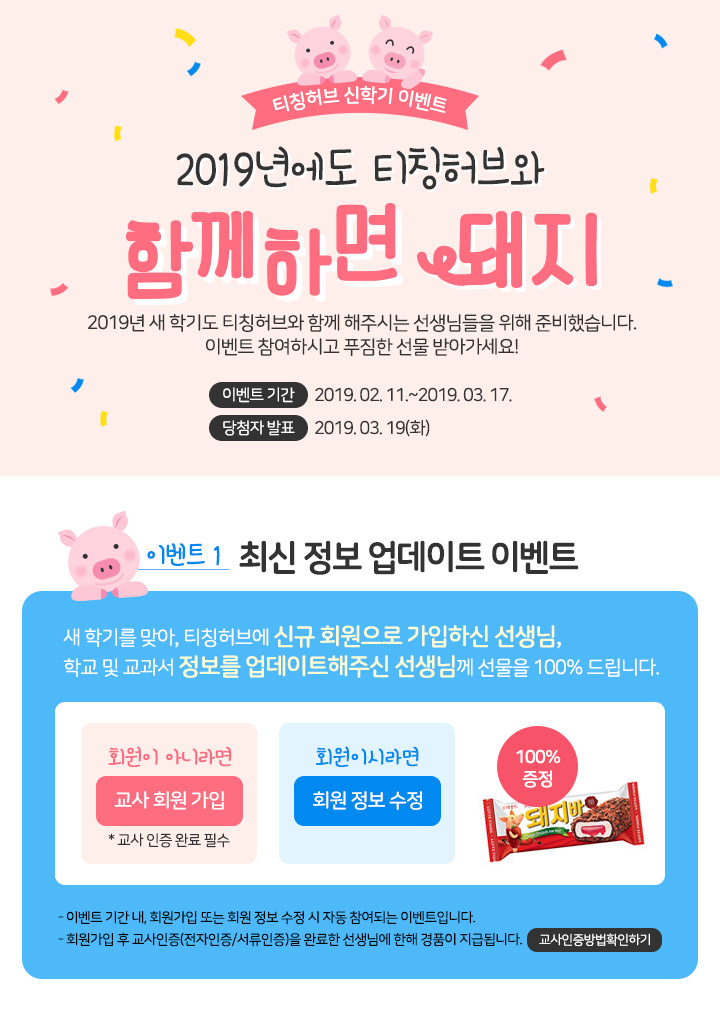 티칭허브 신학기 이벤트
2019년에도 티칭허브와
함께하면 돼지
2019년 새 학기도 티칭허브와 함께 해주시는 선생님들을 위해 준비했습니다.
이벤트 참여하시고 푸짐한 선물 받아가세요!
이벤트 기간 2019. 02. 11.~2019. 03. 17.
당첨자 발표 2019. 03. 19(화)
이벤트 1 최신 정보 업데이트 이벤트
새 학기를 맞아, 티칭허브에 신규 회원으로 가입하신 선생님,
학교 및 교과서 정보를 업데이트해주신 선생님께 선물을 100% 드립니다.
회원이 아니라면
교사 회원 가입
* 교사 인증 완료 필수
회원이시라면
회원 정보 수정
100%
증정
돼지바
- 이벤트 기간 내, 회원가입 또는 회원 정보 수정 시 자동 참여되는 이벤트입니다.
- 회원가입 후 교사인증(전자인증/서류인증)을 완료한 선생님에 한해 경품이 지급됩니다. 교사인증방법확인하기